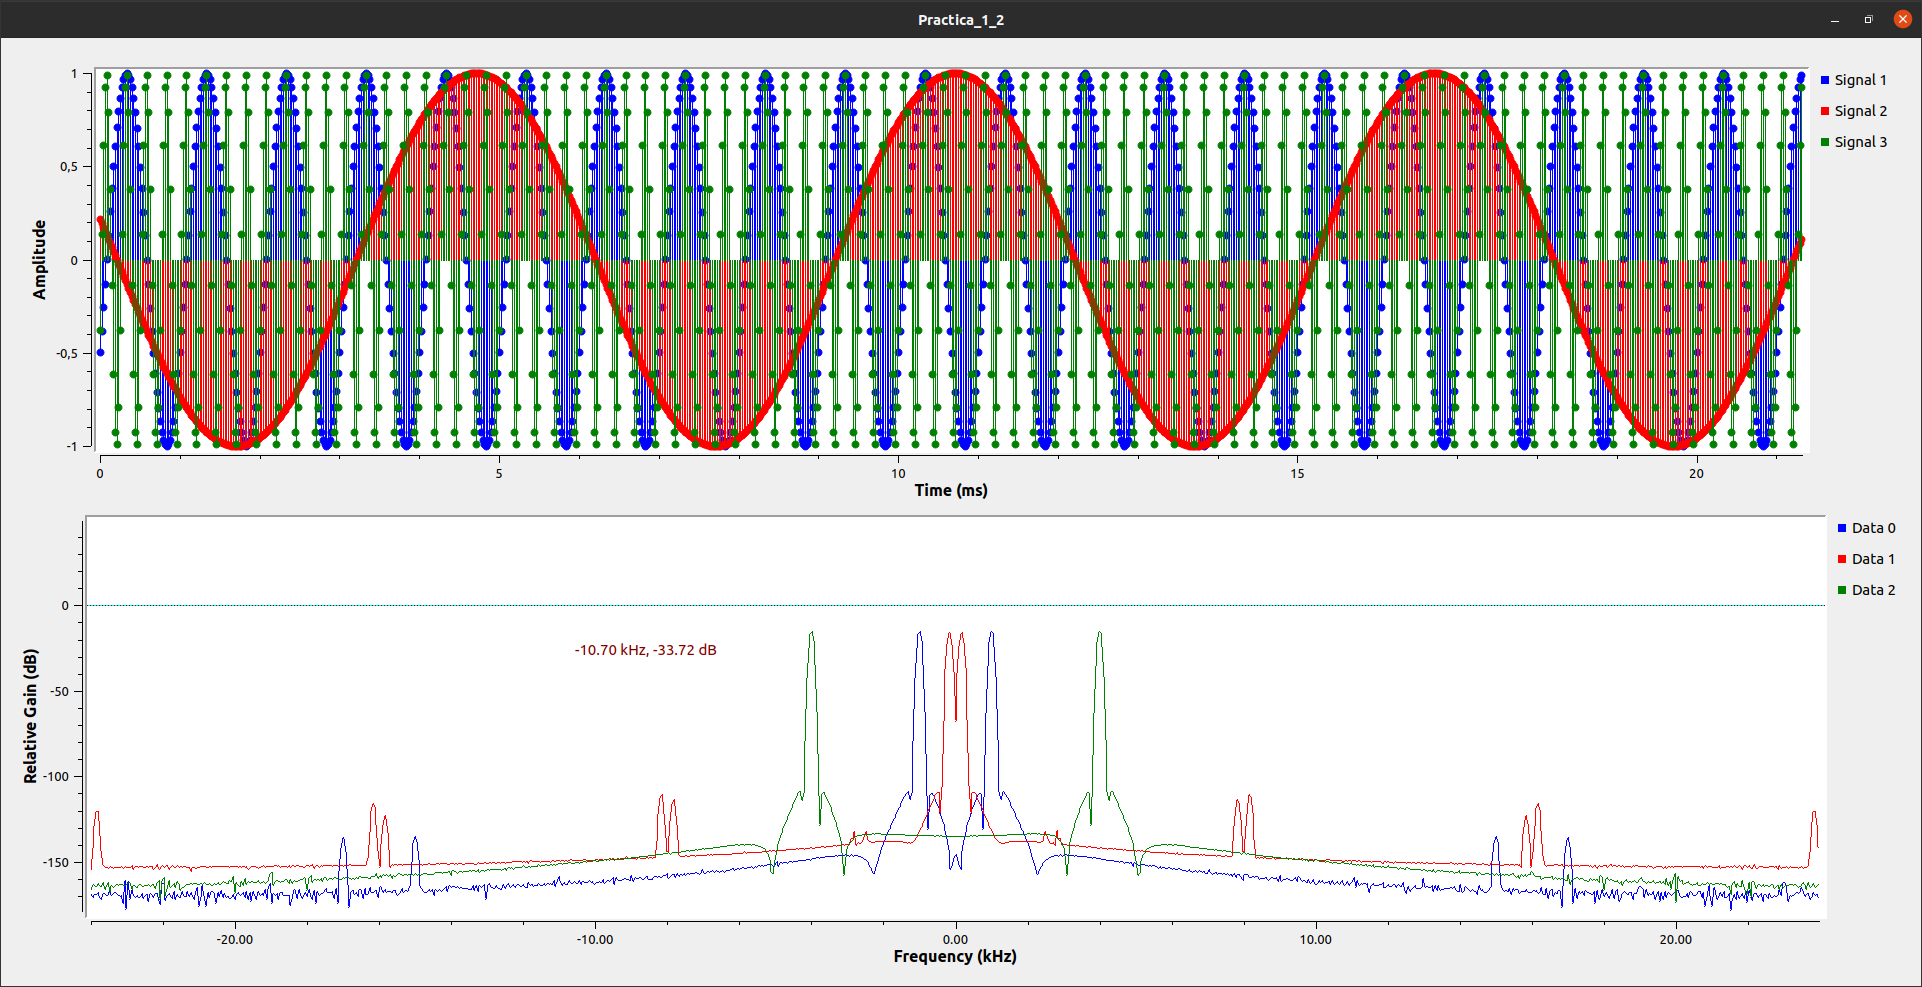 Practica_1_2
1
0,5
0
-0,5
-1
Amplitude
0
5
10
15
20
Time (ms)
Signal 1
Signal 2
Signal 3
0
-50
-100
-150
Relative Gain (dB)
-10.70 kHz, -33.72 dB
-20.00
-10.00
0.00
10.00
20.00
Frequency (kHz)
Data 0
Data 1
Data 2